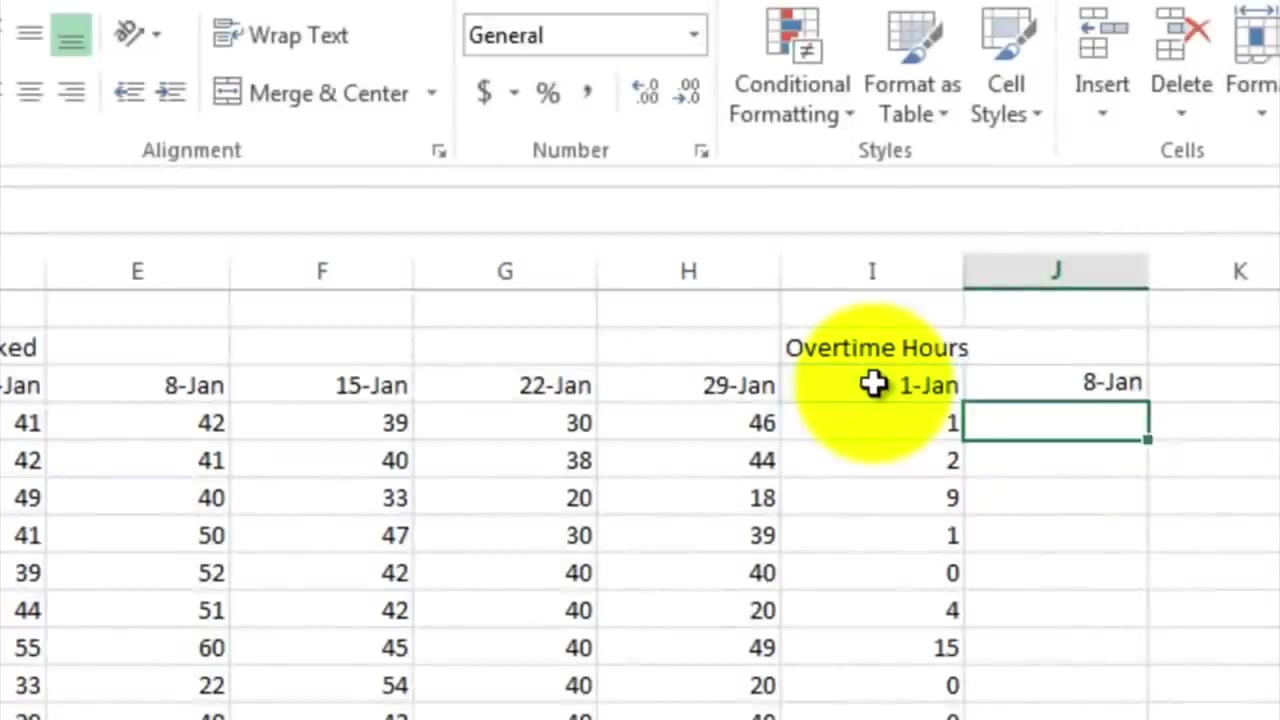 Wrap Text
General
Merge & Center
$ % ,
←.0 .00
.00 →.0
Conditional Formatting
Format as Table
Cell Styles
Insert
Delete
Form
Alignment
Number
Styles
Cells
E F G H I J K
ked Overtime Hours
-Jan 8-Jan 15-Jan 22-Jan 29-Jan 1-Jan 8-Jan
41 42 39 30 46 1
42 41 40 38 44 2
49 40 33 20 18 9
41 50 47 30 39 1
39 52 42 40 40 0
44 51 42 40 20 4
55 60 45 40 49 15
33 22 54 40 20 0